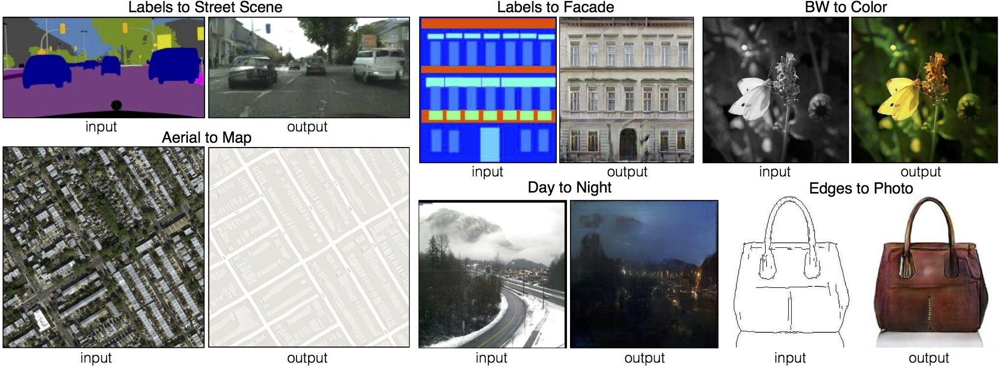 Labels to Street Scene
input
output
Aerial to Map
input
output
Labels to Facade
input
output
BW to Color
input
output
Day to Night
input
output
Edges to Photo
input
output